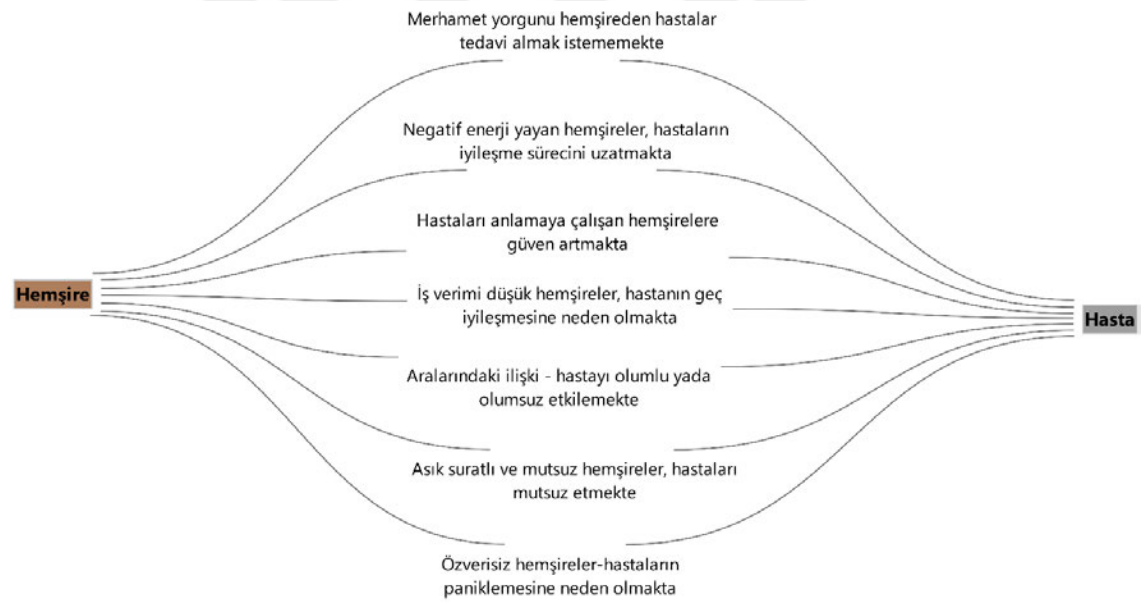 Merhamet yorgunu hemşireden hastalar
tedavi almak istememekte
Negatif enerji yayan hemşireler, hastaların
iyileşme sürecini uzatmakta
Hastaları anlamaya çalışan hemşirelere
güven artmakta
Hemşire
İş verimi düşük hemşireler, hastanın geç
iyileşmesine neden olmakta
Hasta
Aralarındaki ilişki - hastayı olumlu yada
olumsuz etkilemekte
Asık suratlı ve mutsuz hemşireler, hastaları
mutsuz etmekte
Özverisiz hemşireler-hastaların
paniklemesine neden olmakta